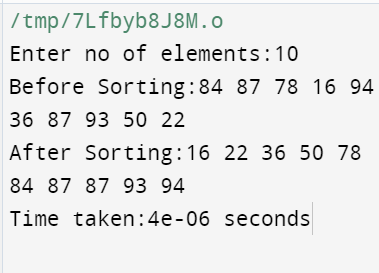 /tmp/7Lfbyb8J8M.o
Enter no of elements:10
Before Sorting:84 87 78 16 94
36 87 93 50 22
After Sorting:16 22 36 50 78
84 87 87 93 94
Time taken:4e-06 seconds